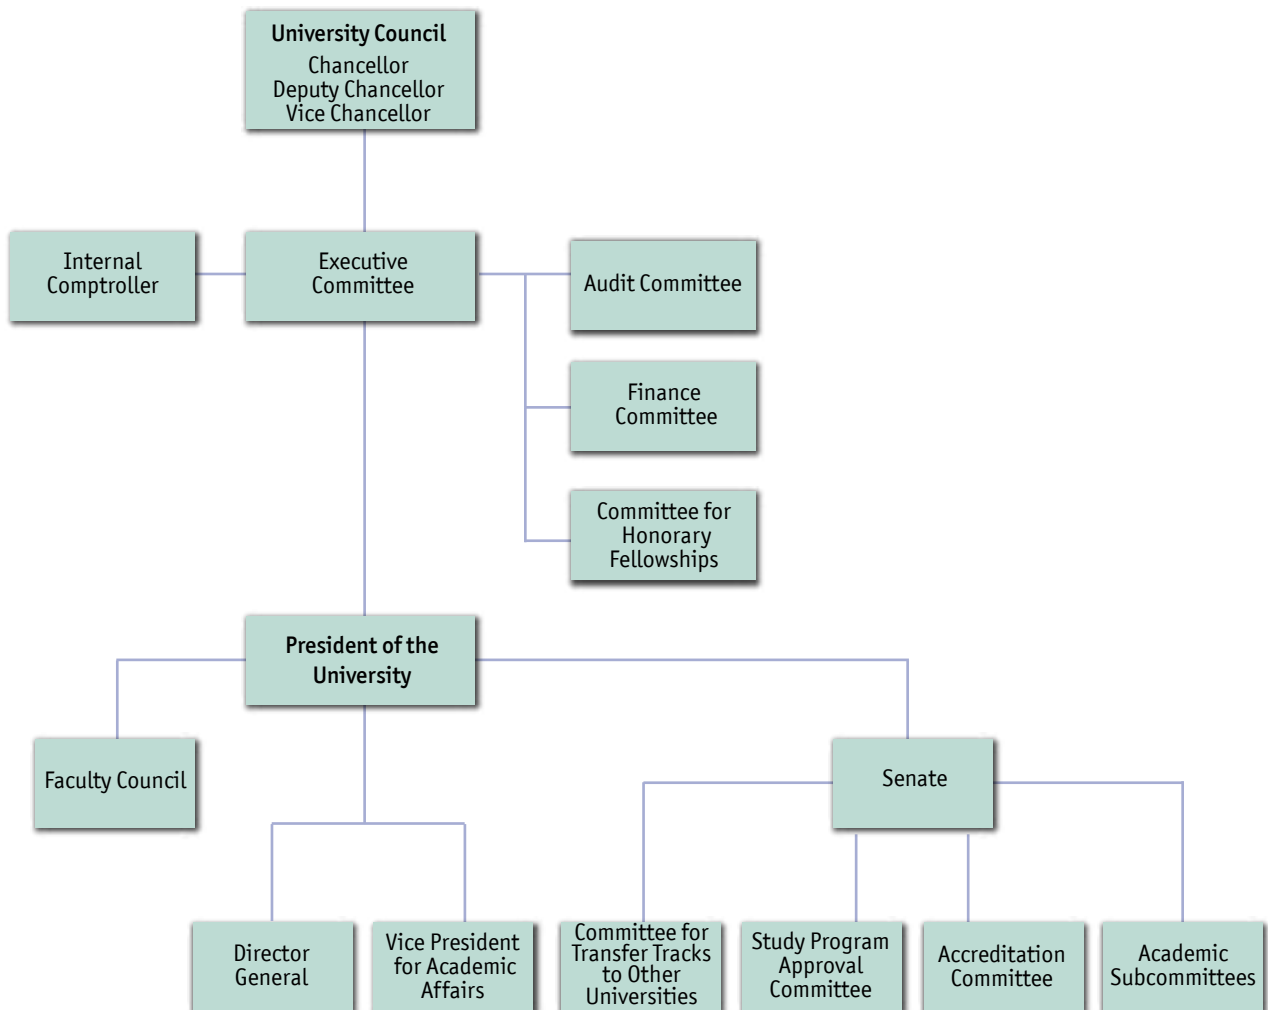 University Council
Chancellor
Deputy Chancellor
Vice Chancellor
Internal
Comptroller
Executive
Committee
Audit Committee
Finance
Committee
Committee for
Honorary
Fellowships
President of the
University
Faculty Council
Senate
Director
General
Vice President
for Academic
Affairs
Committee for
Transfer Tracks
to Other
Universities
Study Program
Approval
Committee
Accreditation
Committee
Academic
Subcommittees